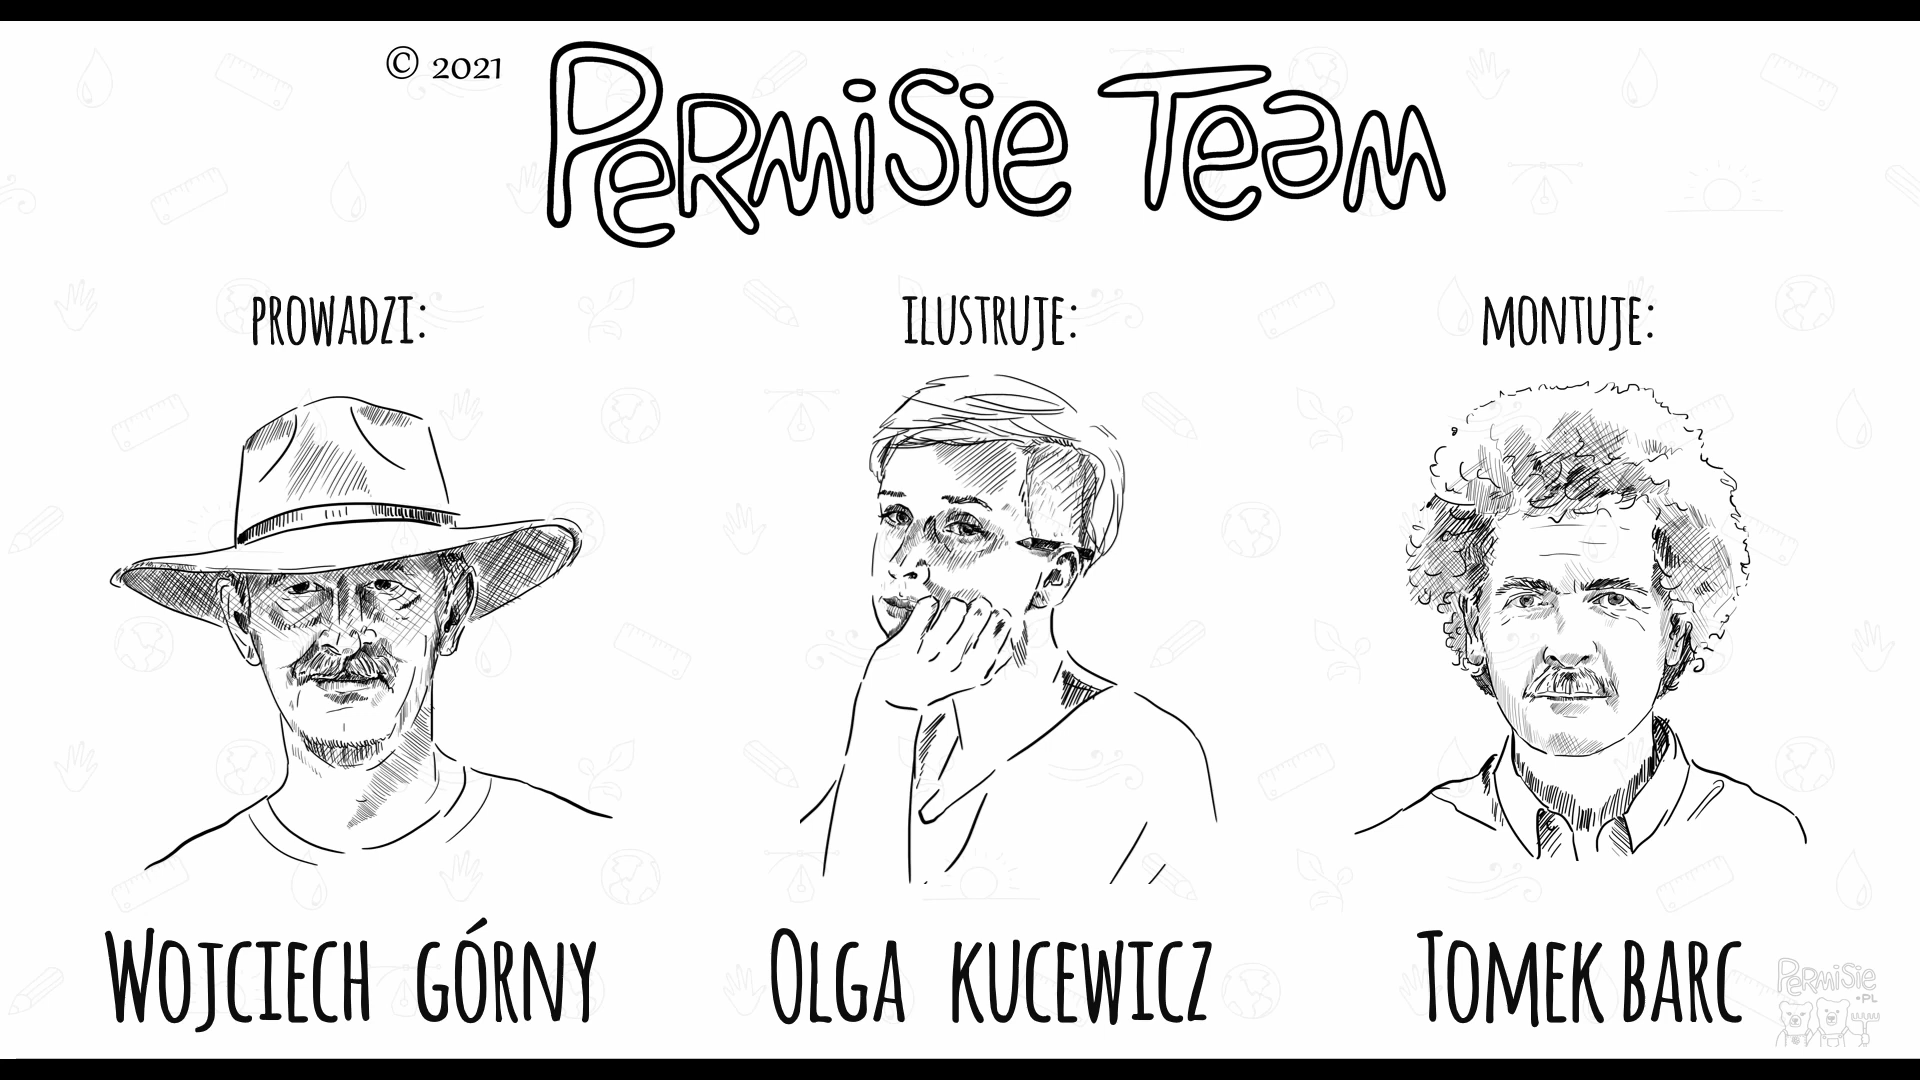 © 2021 PERMiSie TEAM
PROWADZI:
ILUSTRUJE:
MONTUJE:
WOJCIECH GÓRNY
OLGA KUCEWICZ
TOMEK BARC
PERMiSie
.PL